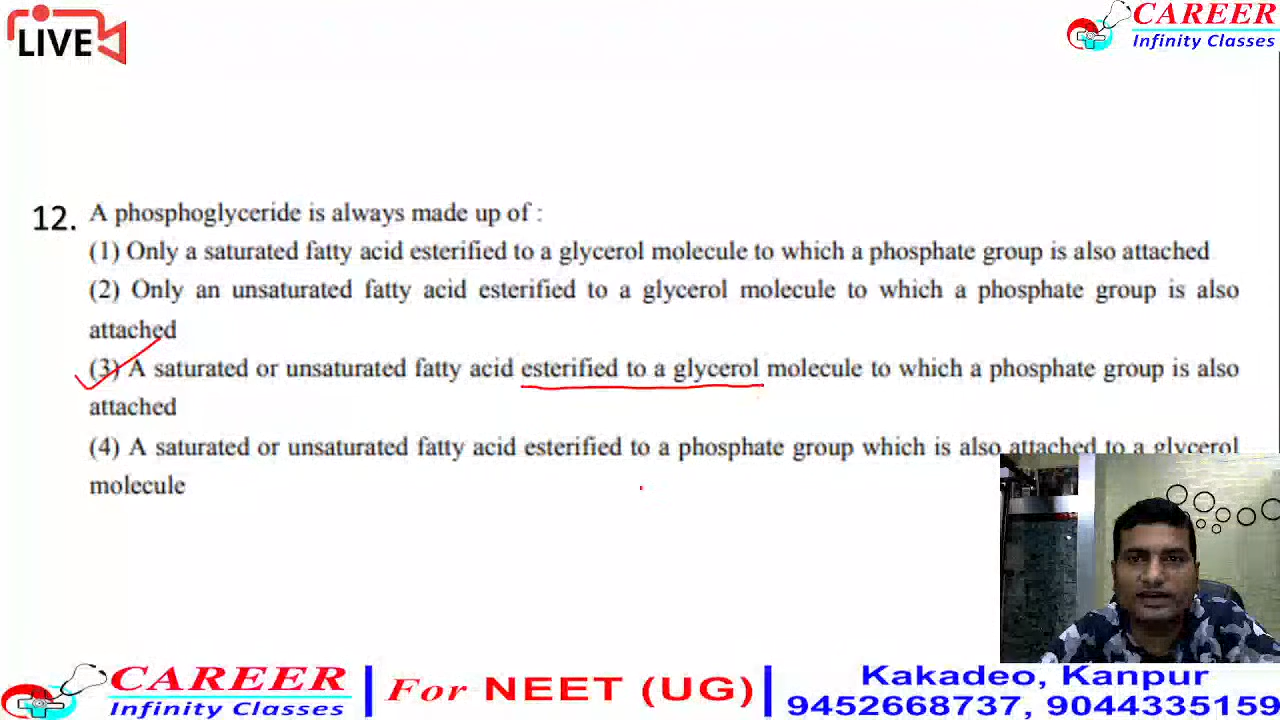 LIVE
CAREER
Infinity Classes
12. A phosphoglyceride is always made up of :
(1) Only a saturated fatty acid esterified to a glycerol molecule to which a phosphate group is also attached
(2) Only an unsaturated fatty acid esterified to a glycerol molecule to which a phosphate group is also
attached
(3) A saturated or unsaturated fatty acid esterified to a glycerol molecule to which a phosphate group is also
attached
(4) A saturated or unsaturated fatty acid esterified to a phosphate group which is also attached to a glycerol
molecule
CAREER
Infinity Classes
For NEET (UG)
Kakadeo, Kanpur
9452668737, 9044335159